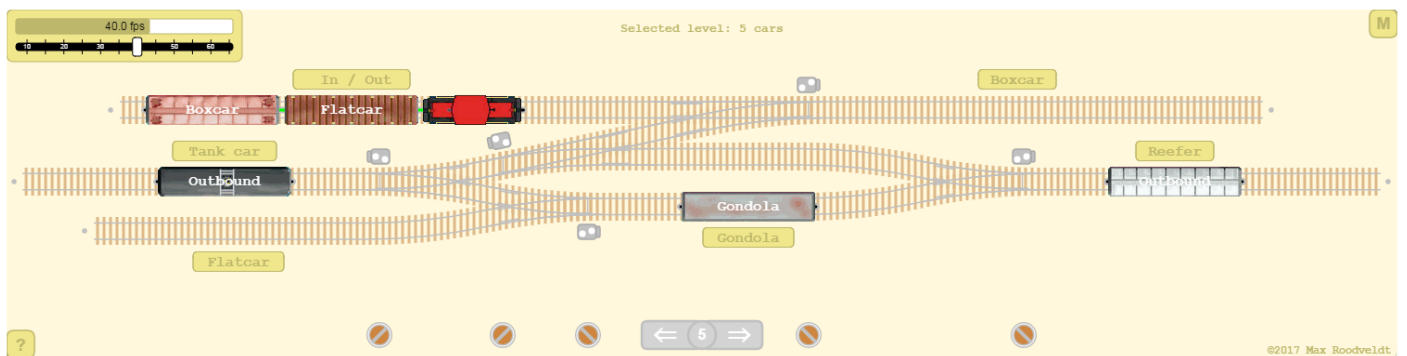 40.0 fps
10 20 30 50 60
Selected level: 5 cars
M
In / Out
Boxcar
Boxcar
Flatcar
Tank car
Reefer
Outbound
Outbound
Gondola
Gondola
Flatcar
5
?
©2017 Max Roodveldt